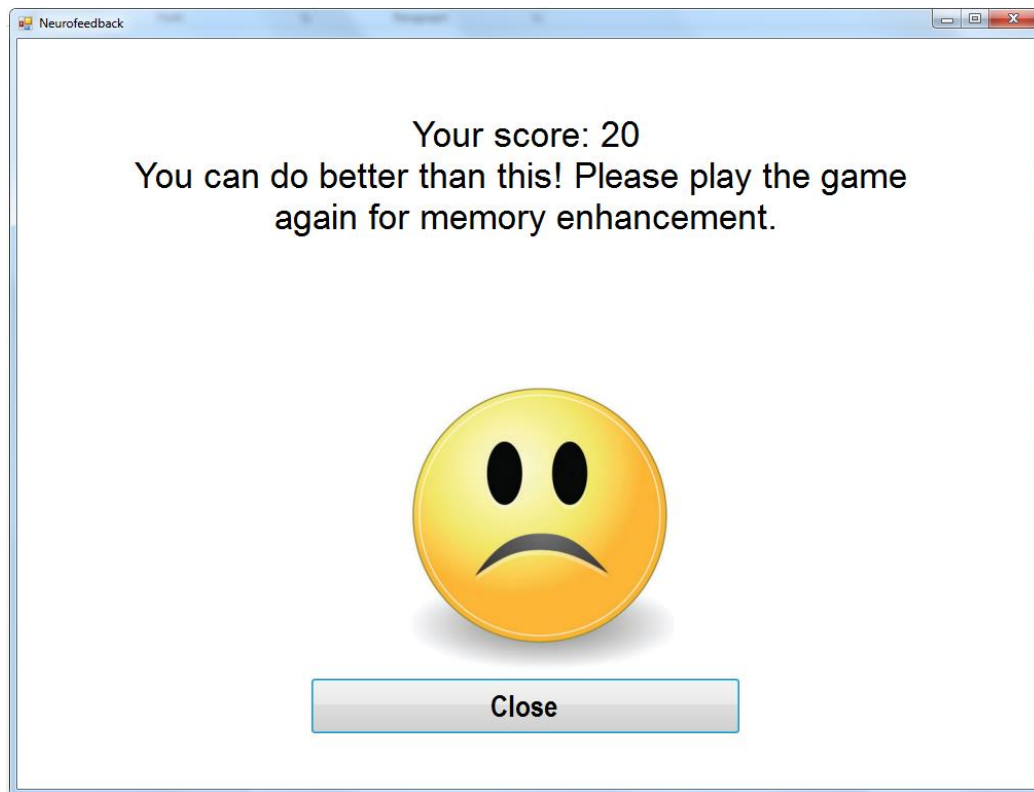 Neurofeedback
Your score: 20
You can do better than this! Please play the game
again for memory enhancement.
Close